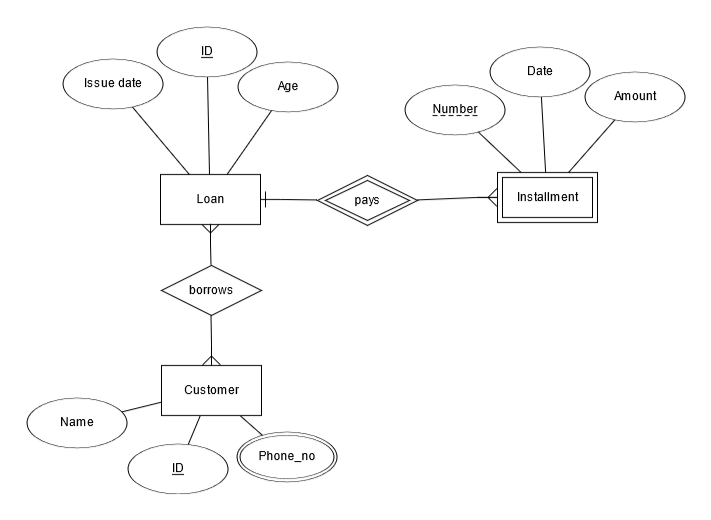 ID
Issue date
Age
Date
Number
Amount
Loan
pays
Installment
borrows
Customer
Name
ID
Phone_no